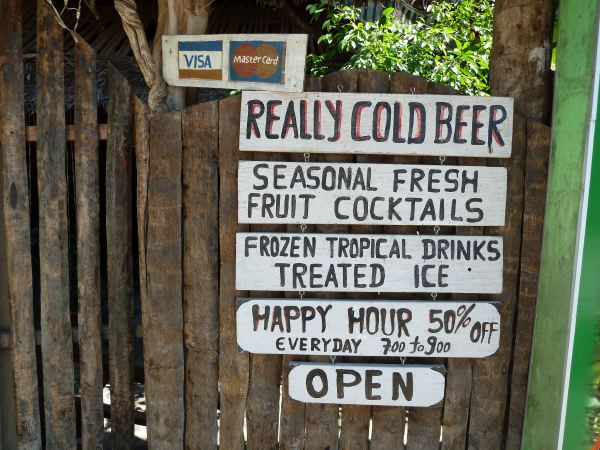 VISA MasterCard
REALLY COLD BEER
SEASONAL FRESH
FRUIT COCKTAILS
FROZEN TROPICAL DRINKS
TREATED ICE
HAPPY HOUR 50% OFF
EVERYDAY 7:00 to 9:00
OPEN